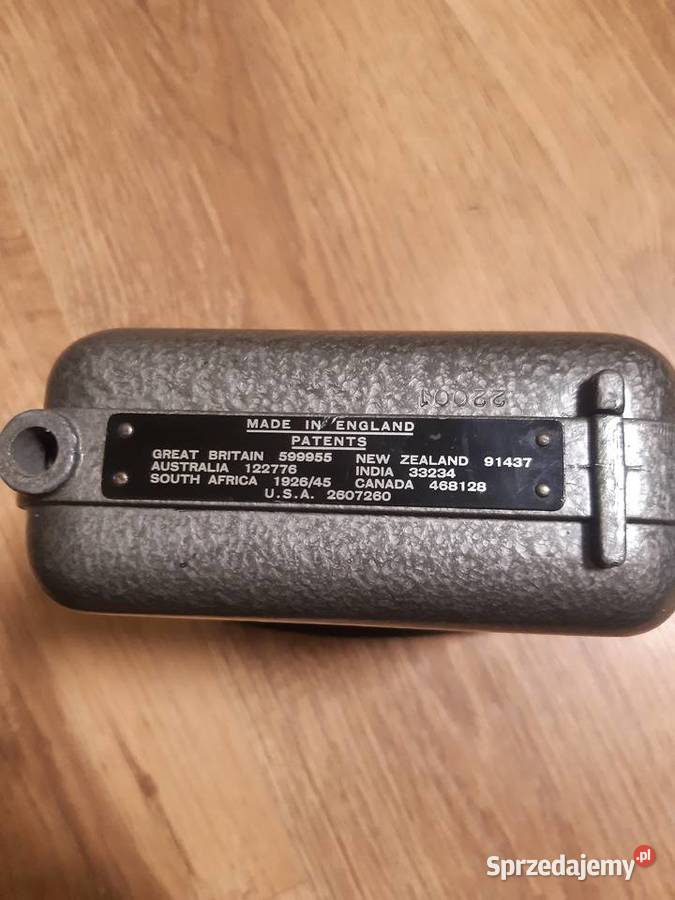 22001
MADE IN ENGLAND
PATENTS
GREAT BRITAIN 599955 NEW ZEALAND 91437
AUSTRALIA 122776 INDIA 33234
SOUTH AFRICA 1926/45 CANADA 468128
U.S.A. 2607260
Sprzedajemy.pl